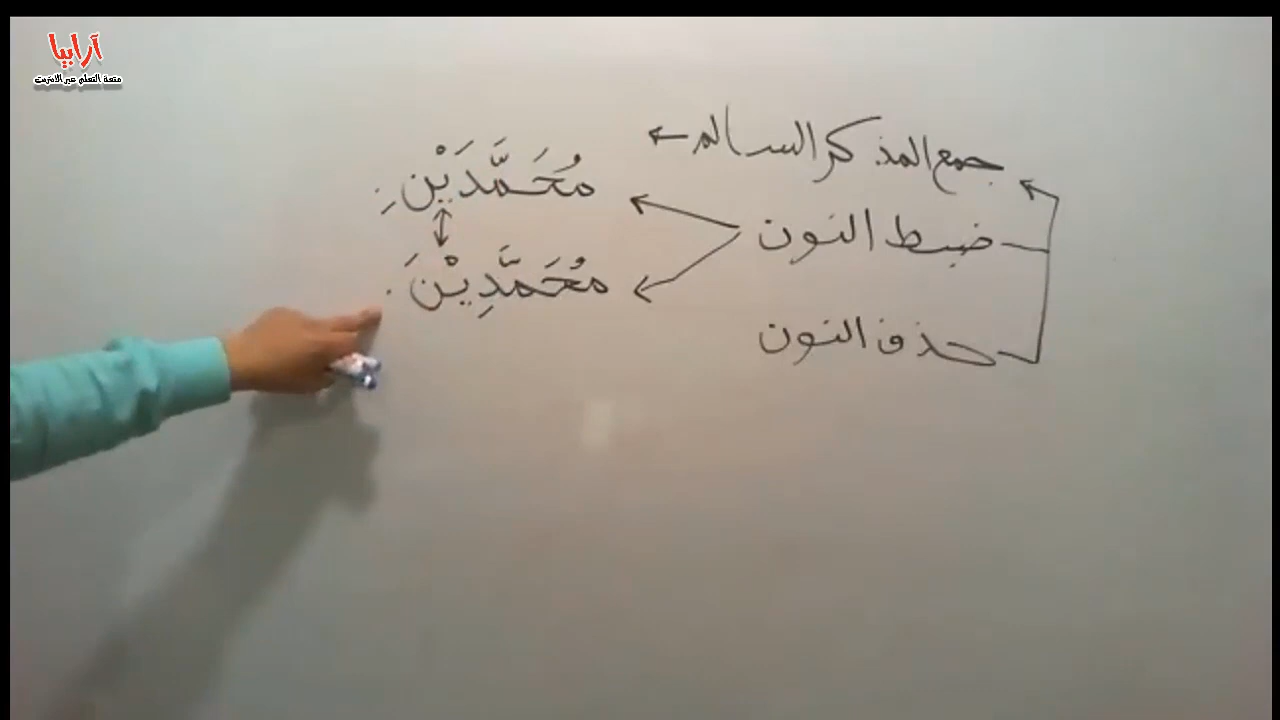 آرابيا
متعة التعلم عبر الانترنت
جمع المذكر السالم
ضبط النون
حذف النون
مُحَمَّدَيْنِ
مُحَمَّدِيْنَ